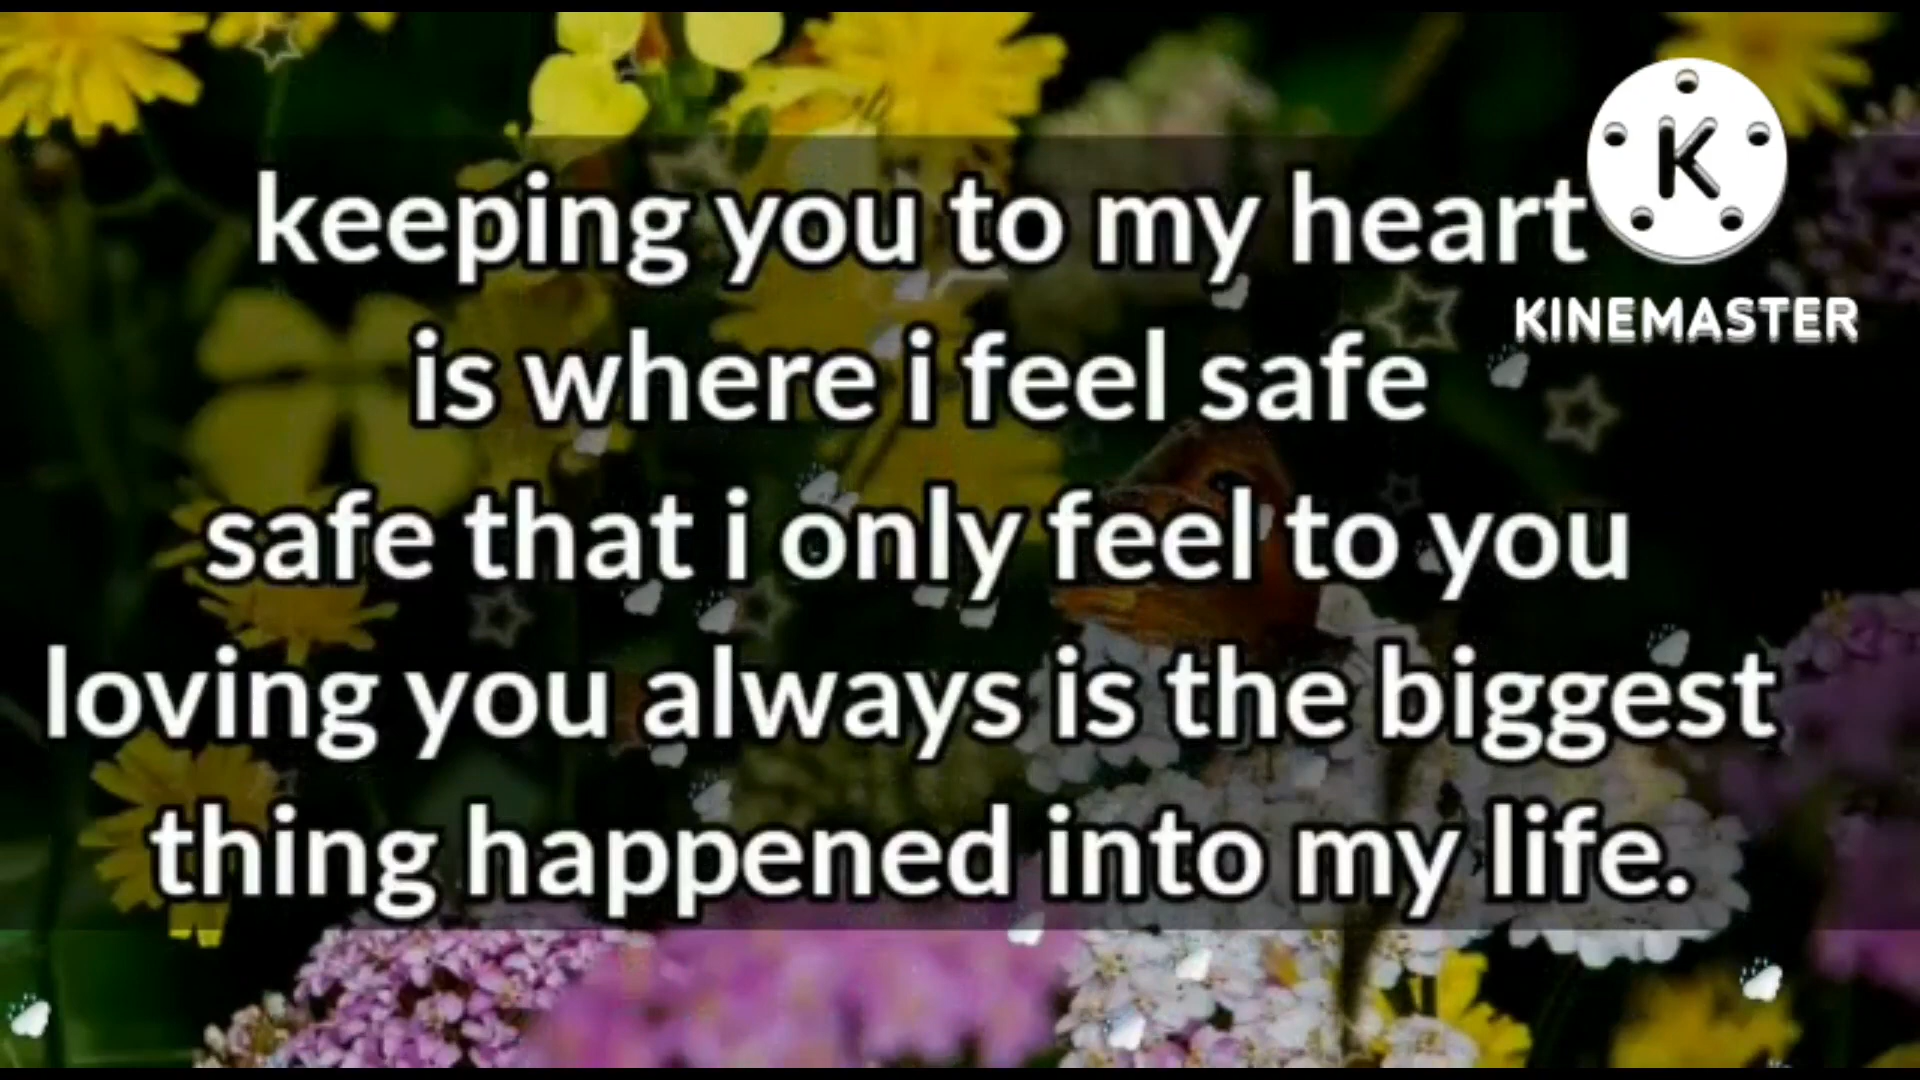 keeping you to my heart
is where i feel safe
safe that i only feel to you
loving you always is the biggest
thing happened into my life.
K
KINEMASTER